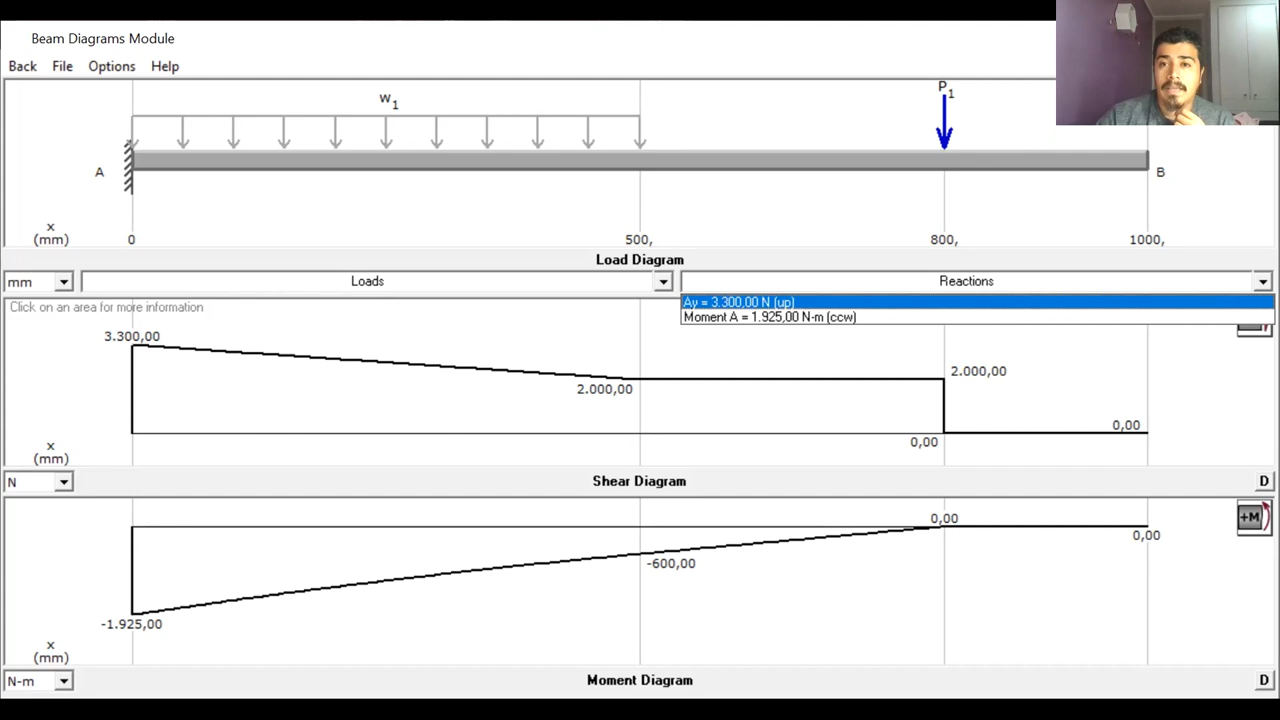 Beam Diagrams Module
Back File Options Help
w1
P1
A
B
x
(mm)
0 500, 800, 1000,
Load Diagram
mm Loads Reactions
Click on an area for more information
Ay = 3.300,00 N (up)
Moment A = 1.925,00 N-m (ccw)
3.300,00
2.000,00
2.000,00
0,00
0,00
x
(mm)
N Shear Diagram D
+M
0,00
0,00
-600,00
-1.925,00
x
(mm)
N-m Moment Diagram D